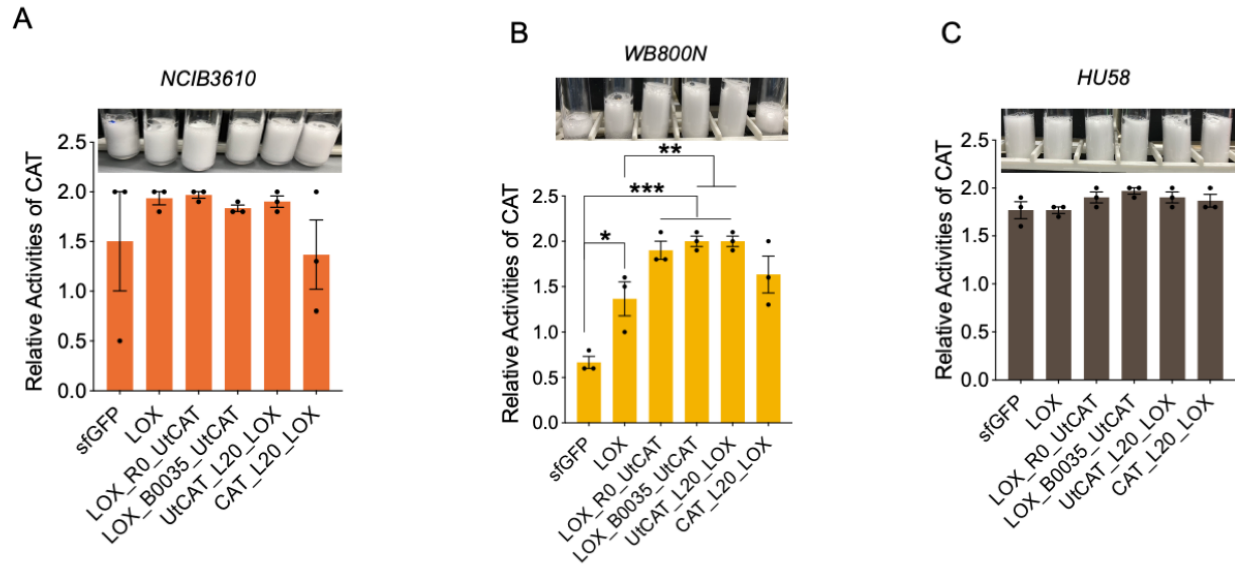 A
NCIB3610
Relative Activities of CAT
2.5
2.0
1.5
1.0
0.5
0.0
sfGFP
LOX
LOX_R0_UtCAT
LOX_B0035_UtCAT
UtCAT_L20_LOX
CAT_L20_LOX
B
WB800N
Relative Activities of CAT
2.5
2.0
1.5
1.0
0.5
0.0
**
***
*
sfGFP
LOX
LOX_R0_UtCAT
LOX_B0035_UtCAT
UtCAT_L20_LOX
CAT_L20_LOX
C
HU58
Relative Activities of CAT
2.5
2.0
1.5
1.0
0.5
0.0
sfGFP
LOX
LOX_R0_UtCAT
LOX_B0035_UtCAT
UtCAT_L20_LOX
CAT_L20_LOX